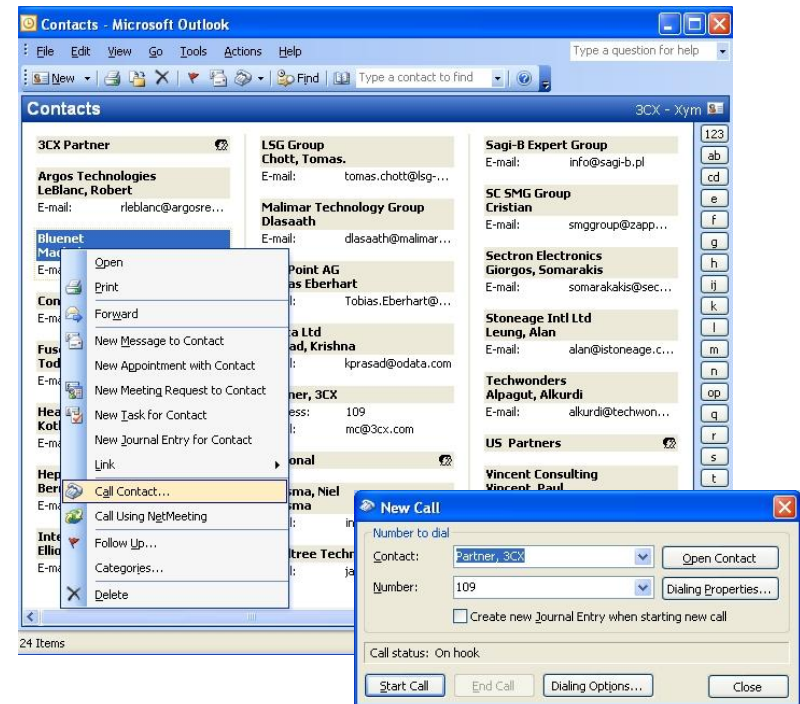 Contacts - Microsoft Outlook
File Edit View Go Tools Actions Help
Type a question for help
New Find Type a contact to find
Contacts
3CX - Xym
123
ab
cd
e
f
g
h
ij
k
l
m
n
op
q
r
s
t
3CX Partner
Argos Technologies
LeBlanc, Robert
E-mail: rleblanc@argosre...
Bluenet
LSG Group
Chott, Tomas.
E-mail: tomas.chott@lsg-...
Malimar Technology Group
Dlasaath
E-mail: dlasaath@malimar...
Point AG
as Eberhart
Tobias.Eberhart@...
a Ltd
ad, Krishna
kprasad@odata.com
ner, 3CX
ess: 109
mc@3cx.com
onal
sma, Niel
sma
ltree Techn
Sagi-B Expert Group
E-mail: info@sagi-b.pl
SC SMG Group
Cristian
E-mail: smggroup@zapp...
Sectron Electronics
Giorgos, Somarakis
E-mail: somarakakis@sec...
Stoneage Intl Ltd
Leung, Alan
E-mail: alan@istoneage.c...
Techwonders
Alpagut, Alkurdi
E-mail: alkurdi@techwon...
US Partners
Vincent Consulting
Vincent, Paul
Open
Print
Forward
New Message to Contact
New Appointment with Contact
New Meeting Request to Contact
New Task for Contact
New Journal Entry for Contact
Link
Call Contact...
Call Using NetMeeting
Follow Up...
Categories...
Delete
24 Items
New Call
Number to dial
Contact: Partner, 3CX Open Contact
Number: 109 Dialing Properties...
Create new Journal Entry when starting new call
Call status: On hook
Start Call End Call Dialing Options... Close